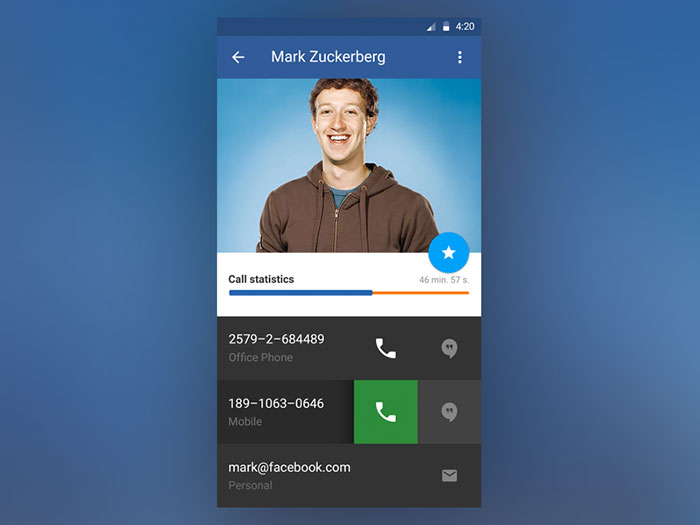 4:20
Mark Zuckerberg
Call statistics
46 min. 57 s.
2579–2–684489
Office Phone
189–1063–0646
Mobile
mark@facebook.com
Personal